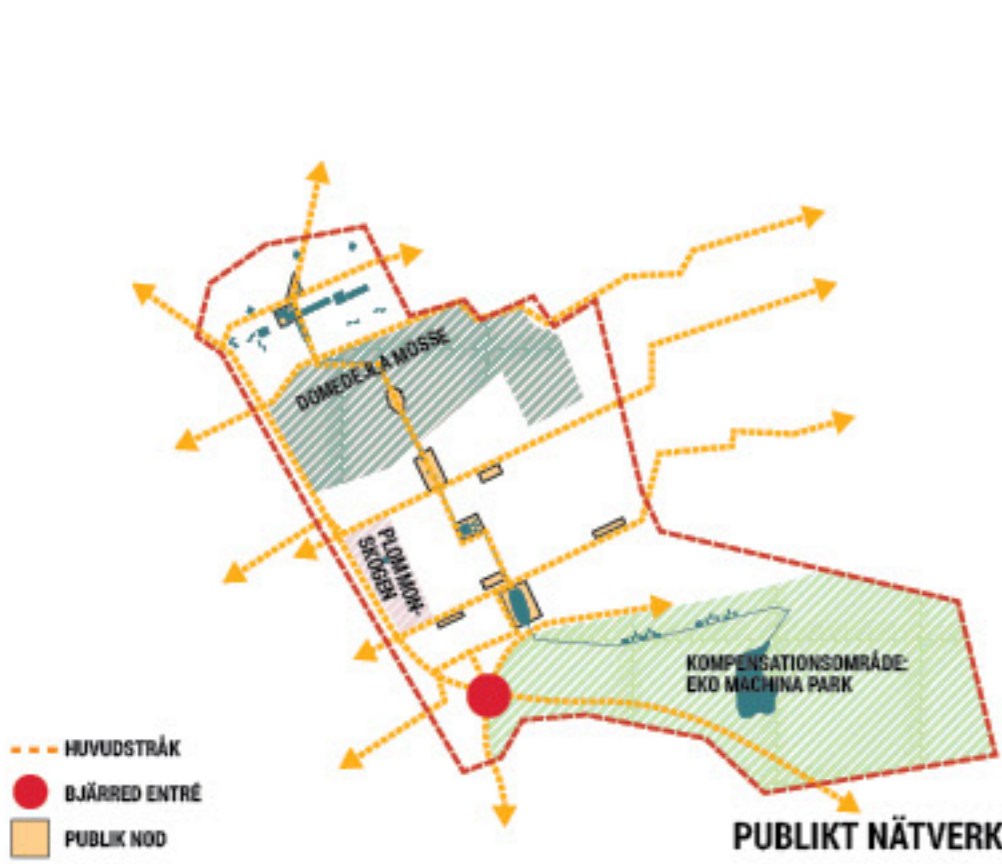 DOMEDEJLA MOSSE
PLOMMON-
SKOGEN
KOMPENSATIONSOMRÅDE:
EKO MACHINA PARK
HUVUDSTRÅK
BJÄRRED ENTRÉ
PUBLIK NOD
PUBLIKT NÄTVERK